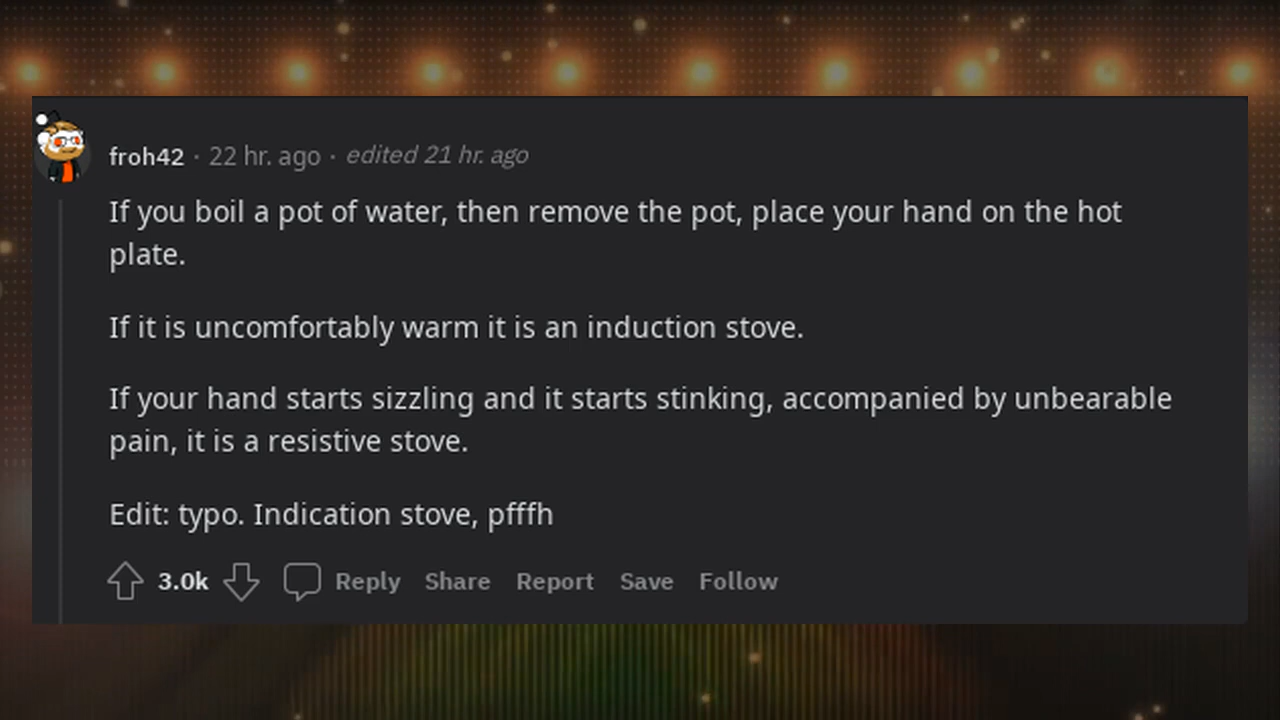 froh42 · 22 hr. ago · edited 21 hr. ago
If you boil a pot of water, then remove the pot, place your hand on the hot
plate.
If it is uncomfortably warm it is an induction stove.
If your hand starts sizzling and it starts stinking, accompanied by unbearable
pain, it is a resistive stove.
Edit: typo. Indication stove, pfffh
3.0k Reply Share Report Save Follow